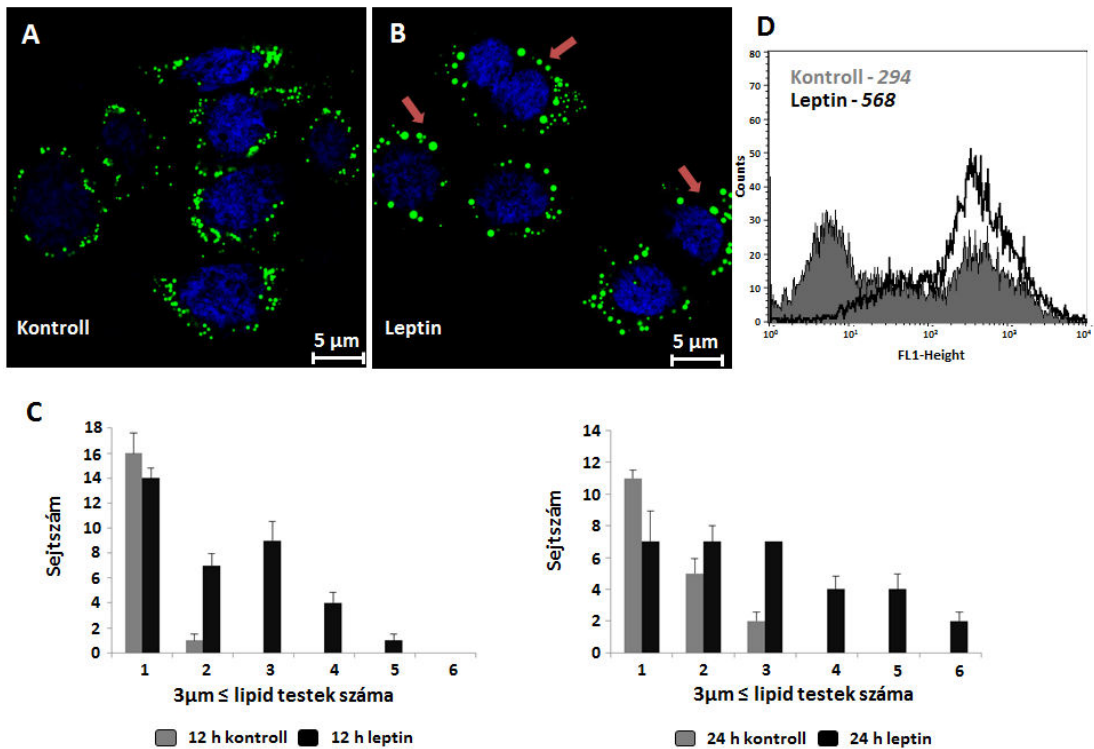 A
Kontroll
5 µm
B
Leptin
5 µm
D
Kontroll - 294
Leptin - 568
80
70
60
50
40
30
20
10
0
Counts
10⁰ 10¹ 10² 10³ 10⁴
FL1-Height
C
18
16
14
12
10
8
6
4
2
0
Sejtszám
1 2 3 4 5 6
3µm ≤ lipid testek száma
12 h kontroll 12 h leptin
14
12
10
8
6
4
2
0
Sejtszám
1 2 3 4 5 6
3µm ≤ lipid testek száma
24 h kontroll 24 h leptin